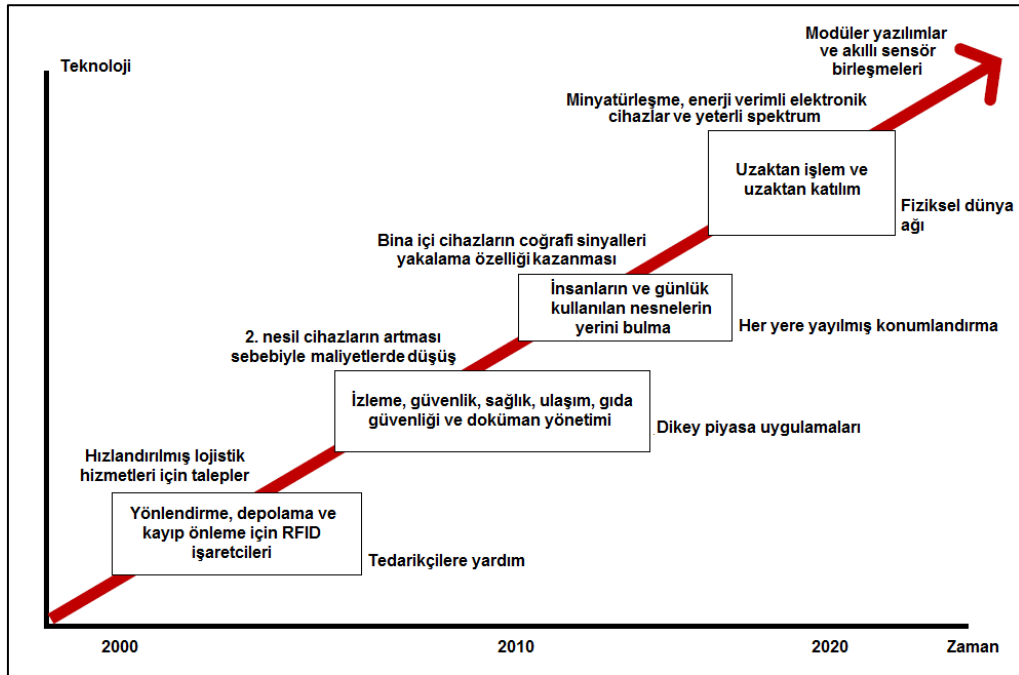 Modüler yazılımlar
ve akıllı sensör
birleşmeleri
Teknoloji
Minyatürleşme, enerji verimli elektronik
cihazlar ve yeterli spektrum
Uzaktan işlem ve
uzaktan katılım
Fiziksel dünya
ağı
Bina içi cihazların coğrafi sinyalleri
yakalama özelliği kazanması
İnsanların ve günlük
kullanılan nesnelerin
yerini bulma
Her yere yayılmış konumlandırma
2. nesil cihazların artması
sebebiyle maliyetlerde düşüş
İzleme, güvenlik, sağlık, ulaşım, gıda
güvenliği ve doküman yönetimi
Dikey piyasa uygulamaları
Hızlandırılmış lojistik
hizmetleri için talepler
Yönlendirme, depolama ve
kayıp önleme için RFID
işaretcileri
Tedarikçilere yardım
2000
2010
2020
Zaman